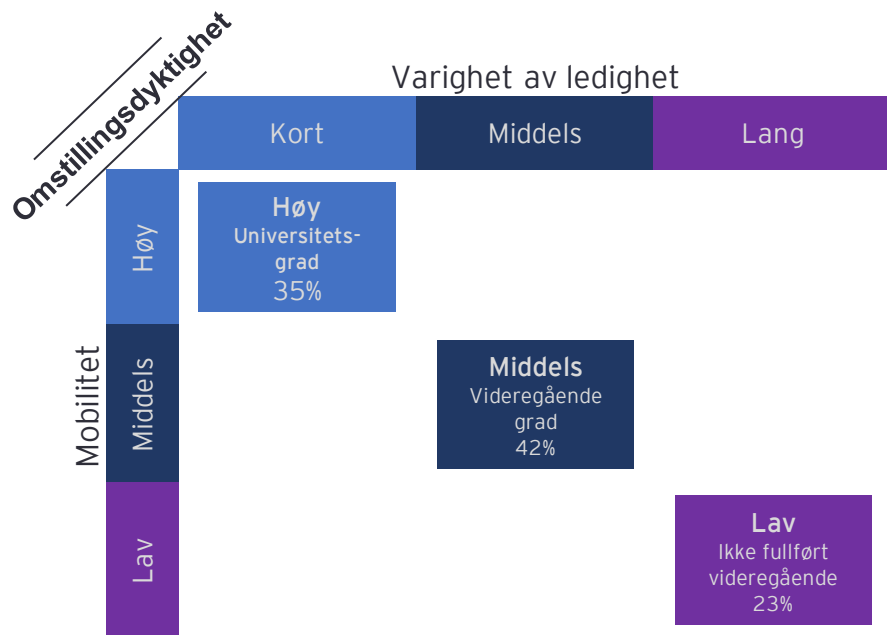 Omstillingsdyktighet
Varighet av ledighet
Kort
Middels
Lang
Mobilitet
Høy
Høy
Universitets-
grad
35%
Middels
Middels
Videregående
grad
42%
Lav
Lav
Ikke fullført
videregående
23%